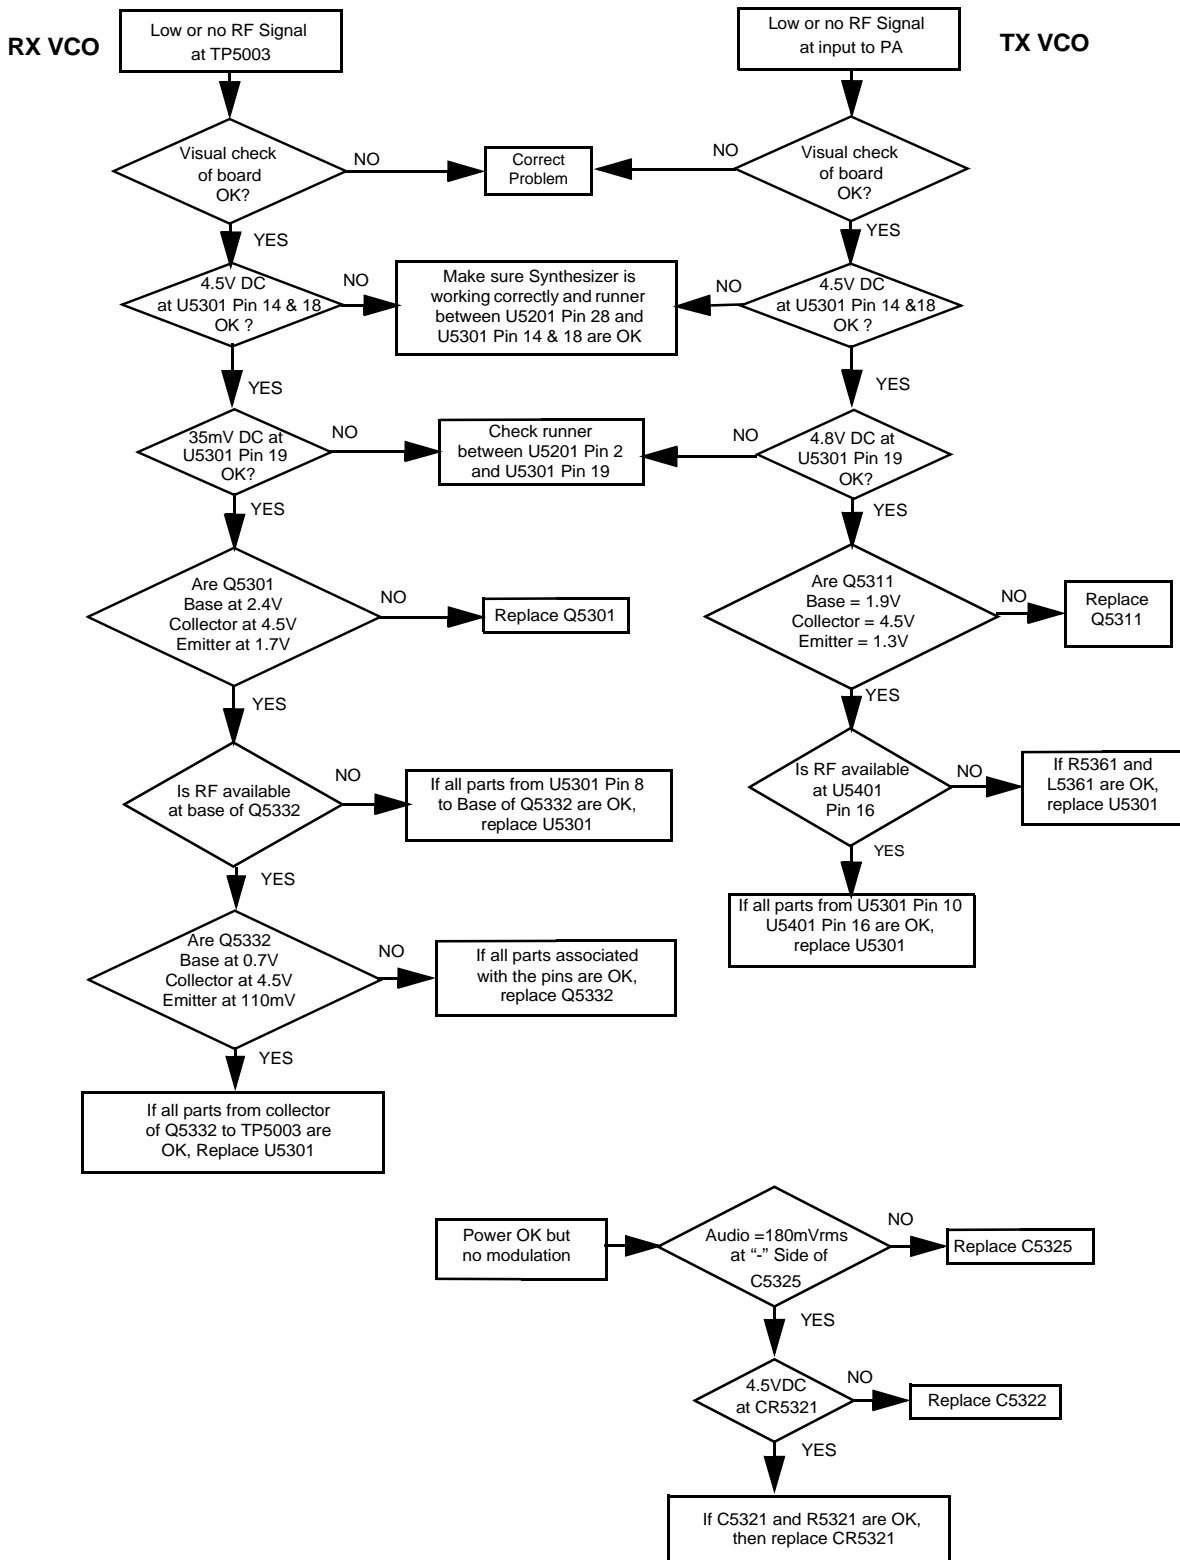 RX VCO
Low or no RF Signal
at TP5003
Low or no RF Signal
at input to PA
TX VCO
Visual check
of board
OK?
NO
Correct
Problem
NO
Visual check
of board
OK?
YES
YES
4.5V DC
at U5301 Pin 14 & 18
OK ?
NO
Make sure Synthesizer is
working correctly and runner
between U5201 Pin 28 and
U5301 Pin 14 & 18 are OK
NO
4.5V DC
at U5301 Pin 14 &18
OK ?
YES
YES
35mV DC at
U5301 Pin 19
OK?
NO
Check runner
between U5201 Pin 2
and U5301 Pin 19
NO
4.8V DC at
U5301 Pin 19
OK?
YES
YES
Are Q5301
Base at 2.4V
Collector at 4.5V
Emitter at 1.7V
NO
Replace Q5301
Are Q5311
Base = 1.9V
Collector = 4.5V
Emitter = 1.3V
NO
Replace
Q5311
YES
YES
Is RF available
at base of Q5332
NO
If all parts from U5301 Pin 8
to Base of Q5332 are OK,
replace U5301
Is RF available
at U5401
Pin 16
NO
If R5361 and
L5361 are OK,
replace U5301
YES
YES
If all parts from U5301 Pin 10
U5401 Pin 16 are OK,
replace U5301
Are Q5332
Base at 0.7V
Collector at 4.5V
Emitter at 110mV
NO
If all parts associated
with the pins are OK,
replace Q5332
YES
If all parts from collector
of Q5332 to TP5003 are
OK, Replace U5301
Power OK but
no modulation
Audio =180mVrms
at “-” Side of
C5325
NO
Replace C5325
YES
4.5VDC
at CR5321
NO
Replace C5322
YES
If C5321 and R5321 are OK,
then replace CR5321